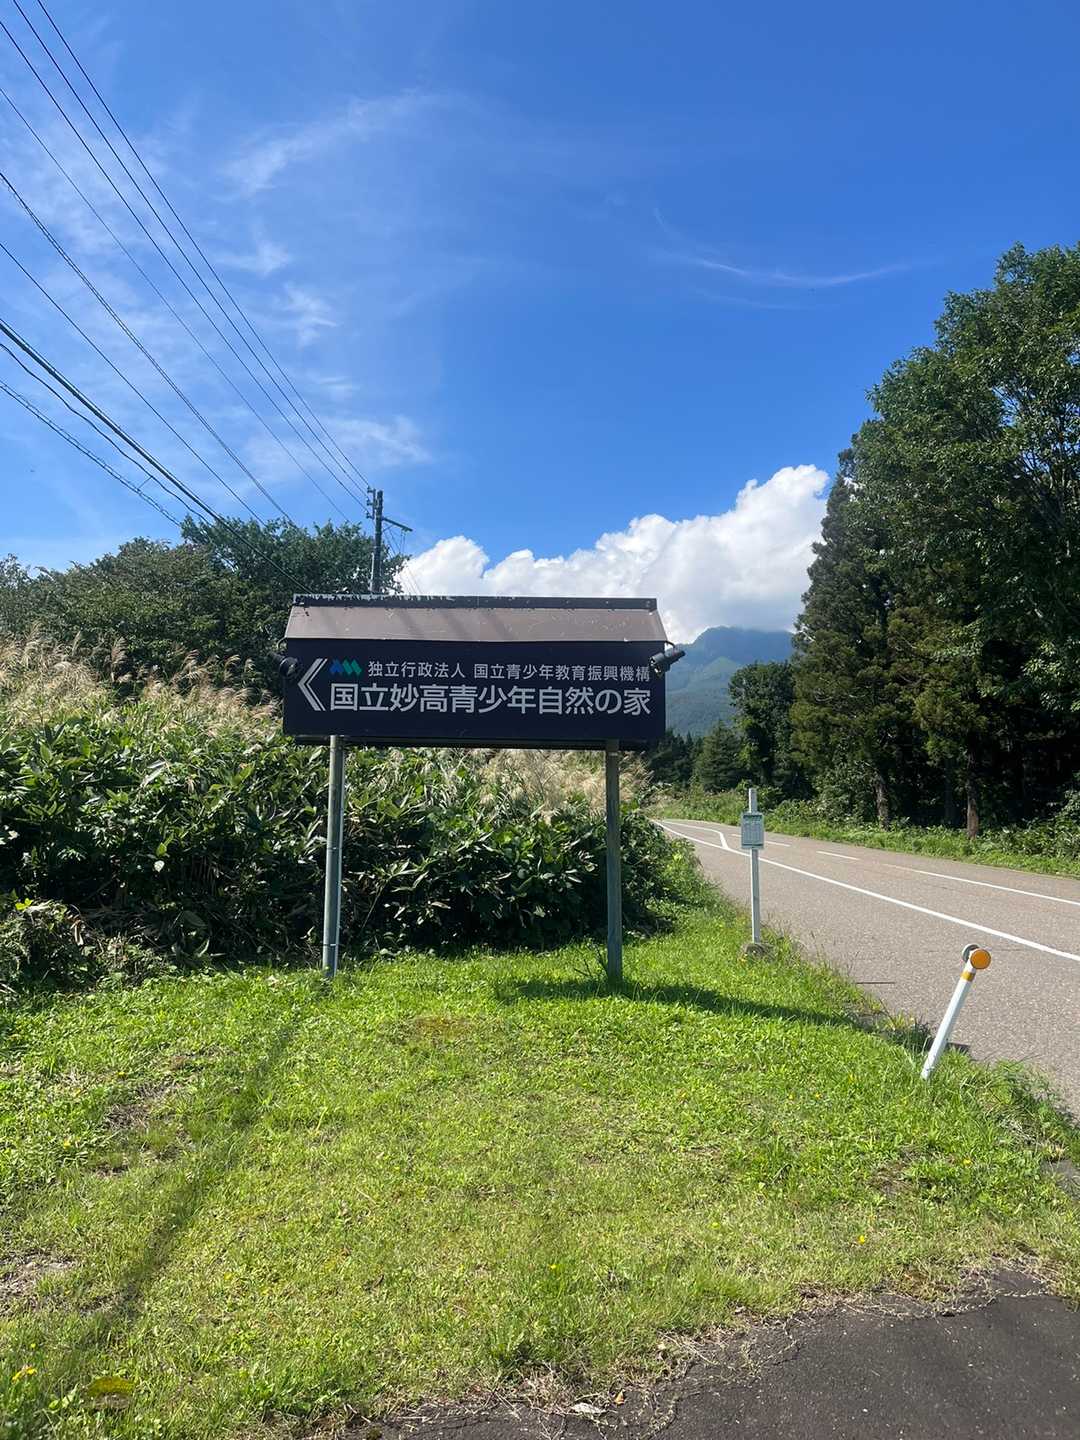 独立行政法人 国立青少年教育振興機構
国立妙高青少年自然の家